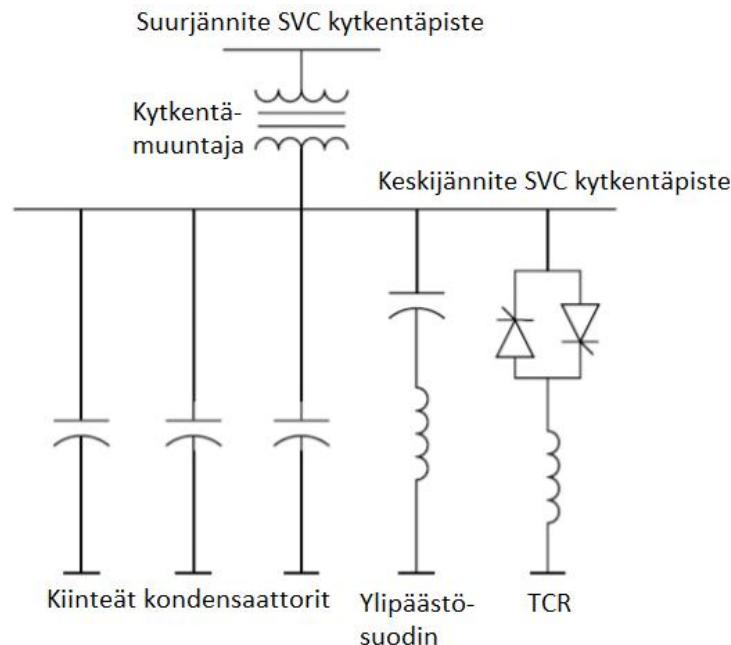 Suurjännite SVC kytkentäpiste
Kytkentä-
muuntaja
Keskijännite SVC kytkentäpiste
Kiinteät kondensaattorit
Ylipäästö-
suodin
TCR